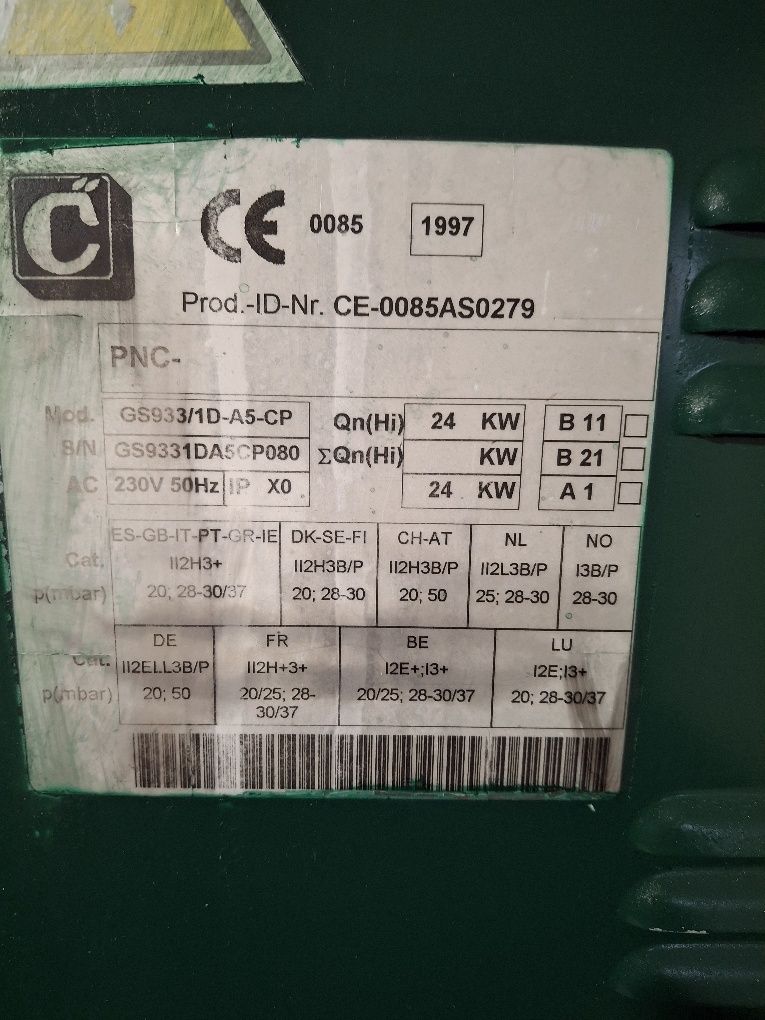 C
CE 0085 1997
Prod.-ID-Nr. CE-0085AS0279
PNC-
Mod. GS933/1D-A5-CP Qn(Hi) 24 KW B 11
S/N GS9331DA5CP080 ΣQn(Hi) KW B 21
AC 230V 50Hz IP X0 24 KW A 1
ES-GB-IT-PT-GR-IE DK-SE-FI CH-AT NL NO
Cat. II2H3+ II2H3B/P II2H3B/P II2L3B/P I3B/P
p(mbar) 20; 28-30/37 20; 28-30 20; 50 25; 28-30 28-30
DE FR BE LU
Cat. II2ELL3B/P II2H+3+ I2E+;I3+ I2E;I3+
p(mbar) 20; 50 20/25; 28- 20/25; 28-30/37 20; 28-30/37
30/37